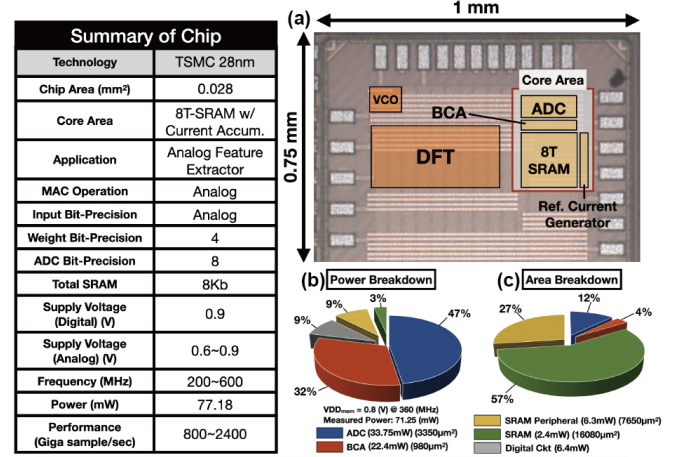 Summary of Chip
Technology TSMC 28nm
Chip Area (mm²) 0.028
Core Area 8T-SRAM w/
Current Accum.
Application Analog Feature
Extractor
MAC Operation Analog
Input Bit-Precision Analog
Weight Bit-Precision 4
ADC Bit-Precision 8
Total SRAM 8Kb
Supply Voltage
(Digital) (V) 0.9
Supply Voltage
(Analog) (V) 0.6~0.9
Frequency (MHz) 200~600
Power (mW) 77.18
Performance
(Giga sample/sec) 800~2400
(a)
1 mm
0.75 mm
Core Area
VCO
BCA
ADC
DFT
8T
SRAM
Ref. Current
Generator
(b) Power Breakdown
3%
9%
9%
47%
32%
VDDmem = 0.8 (V) @ 360 (MHz)
Measured Power: 71.25 (mW)
ADC (33.75mW) (3350μm²)
BCA (22.4mW) (980μm²)
(c) Area Breakdown
12%
4%
27%
57%
SRAM Peripheral (6.3mW) (7650μm²)
SRAM (2.4mW) (16080μm²)
Digital Ckt (6.4mW)